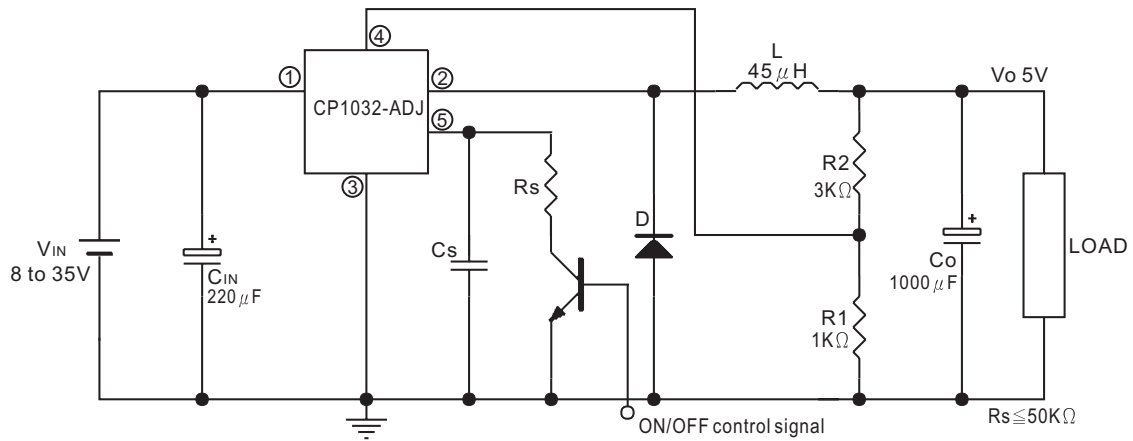 ④
L
45μH
Vo 5V
①
②
CP1032-ADJ
⑤
③
Rs
R2
3KΩ
D
Cs
VIN
8 to 35V
+
CIN
220μF
+
Co
1000μF
LOAD
R1
1KΩ
ON/OFF control signal
Rs≦50KΩ